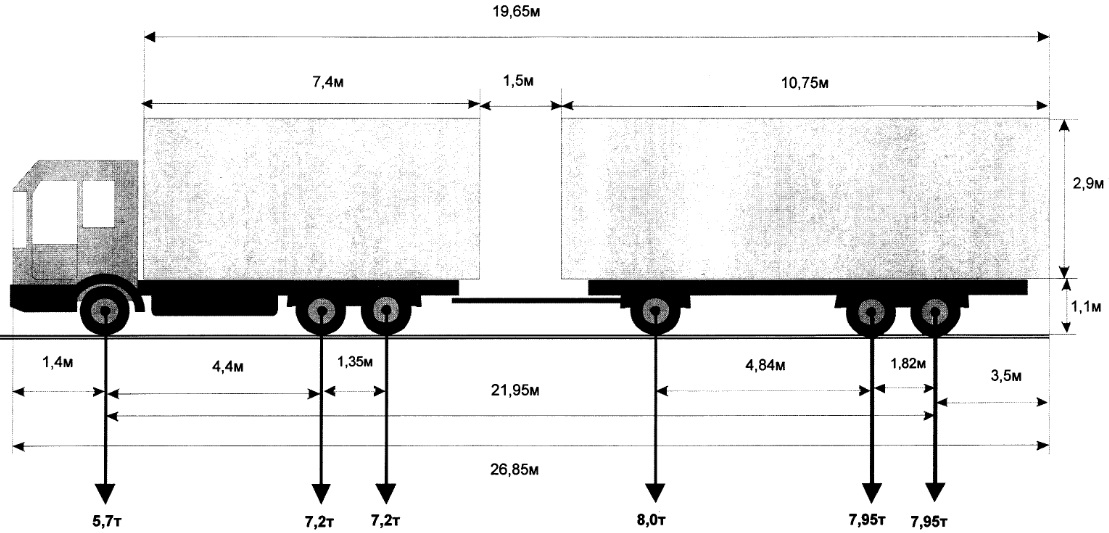 19,65м
7,4м
1,5м
10,75м
2,9м
1,1м
1,4м
4,4м
1,35м
21,95м
4,84м
1,82м
3,5м
26,85м
5,7т
7,2т
7,2т
8,0т
7,95т
7,95т